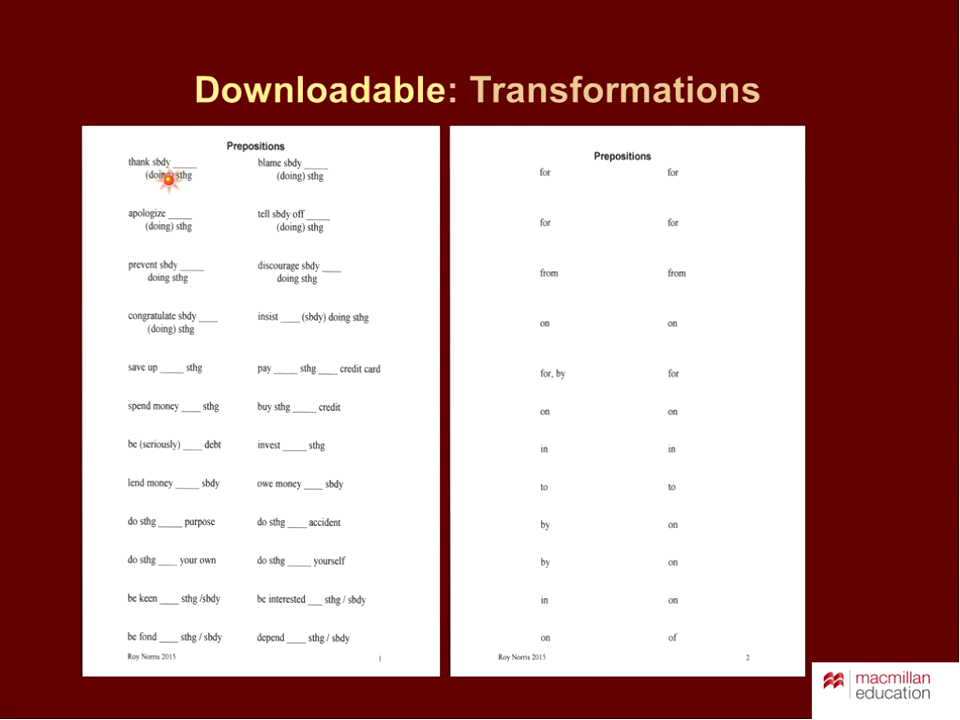 Downloadable: Transformations
Prepositions
thank sbdy ____ blame sbdy ____
(doing) sthg (doing) sthg
apologize ____ tell sbdy off ____
(doing) sthg (doing) sthg
prevent sbdy ____ discourage sbdy ____
doing sthg doing sthg
congratulate sbdy ____ insist ____ (sbdy) doing sthg
(doing) sthg
save up ____ sthg pay ____ sthg ____ credit card
spend money ____ sthg buy sthg ____ credit
be (seriously) ____ debt invest ____ sthg
lend money ____ sbdy owe money ____ sbdy
do sthg ____ purpose do sthg ____ accident
do sthg ____ your own do sthg ____ yourself
be keen ____ sthg /sbdy be interested ____ sthg / sbdy
be fond ____ sthg / sbdy depend ____ sthg / sbdy
Roy Norris 2015 1
Prepositions
for for
for for
from from
on on
for, by for
on on
in in
to to
by on
by on
in on
on of
Roy Norris 2015 2
macmillan
education